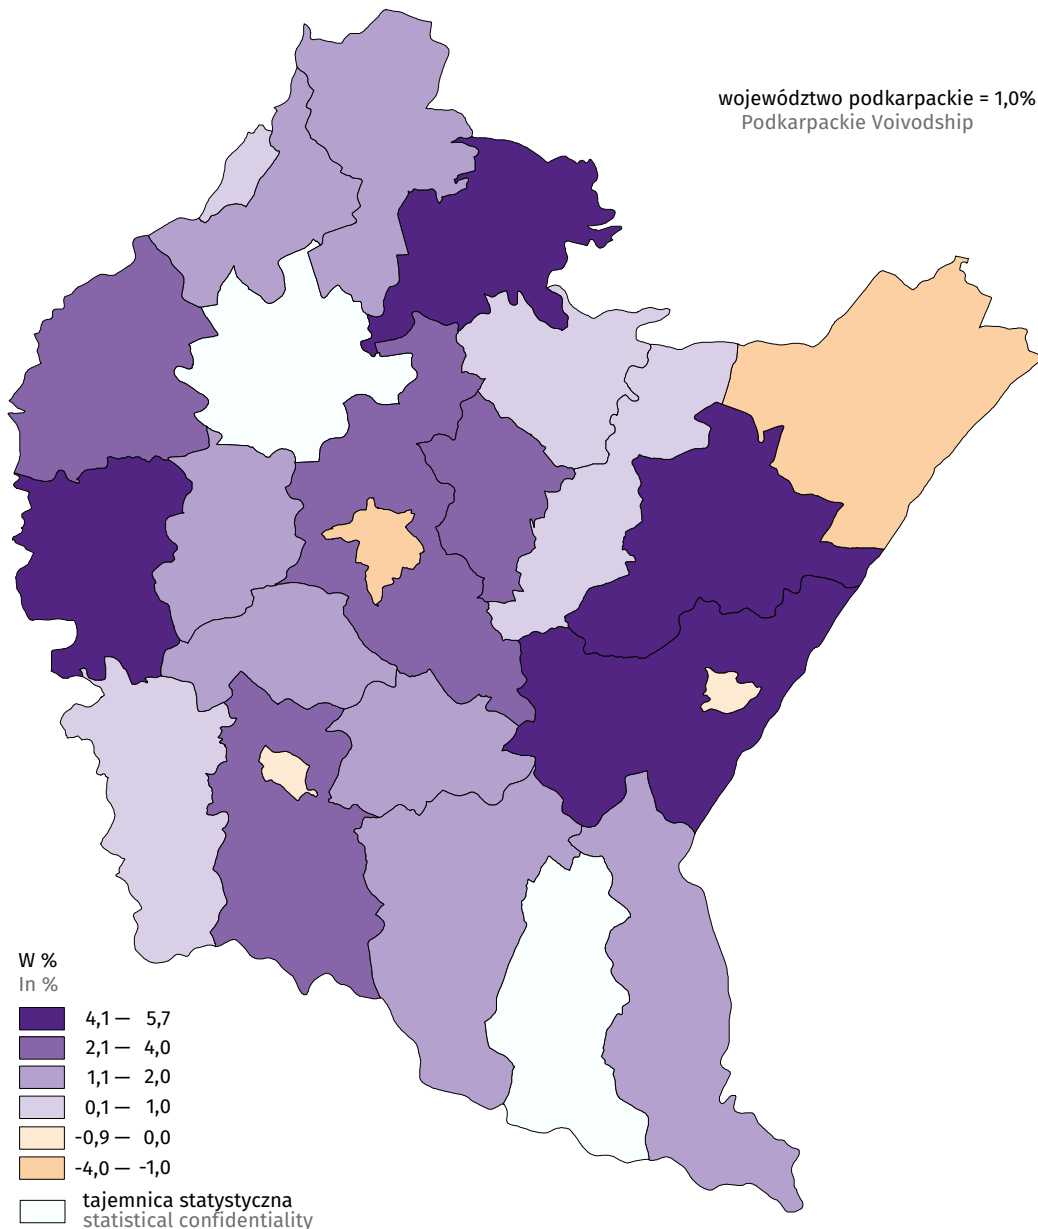 województwo podkarpackie = 1,0%
Podkarpackie Voivodship
W %
In %
4,1 — 5,7
2,1 — 4,0
1,1 — 2,0
0,1 — 1,0
-0,9 — 0,0
-4,0 — -1,0
tajemnica statystyczna
statistical confidentiality